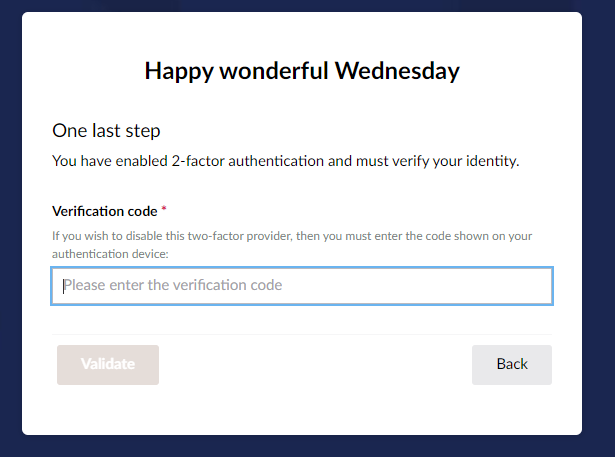 Happy wonderful Wednesday
One last step
You have enabled 2-factor authentication and must verify your identity.
Verification code *
If you wish to disable this two-factor provider, then you must enter the code shown on your
authentication device:
Please enter the verification code
Validate
Back